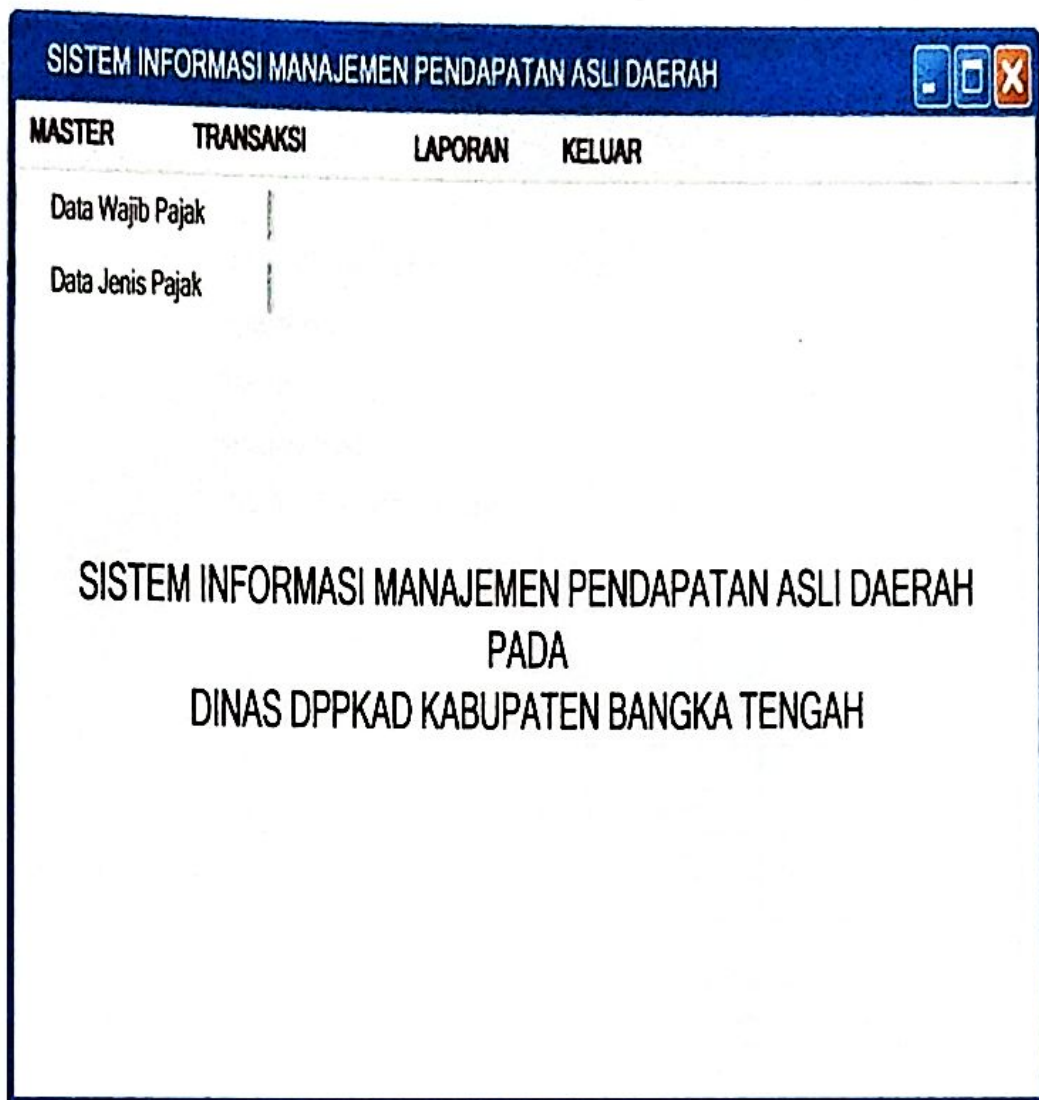 SISTEM INFORMASI MANAJEMEN PENDAPATAN ASLI DAERAH
MASTER TRANSAKSI LAPORAN KELUAR
Data Wajib Pajak
Data Jenis Pajak
SISTEM INFORMASI MANAJEMEN PENDAPATAN ASLI DAERAH
PADA
DINAS DPPKAD KABUPATEN BANGKA TENGAH